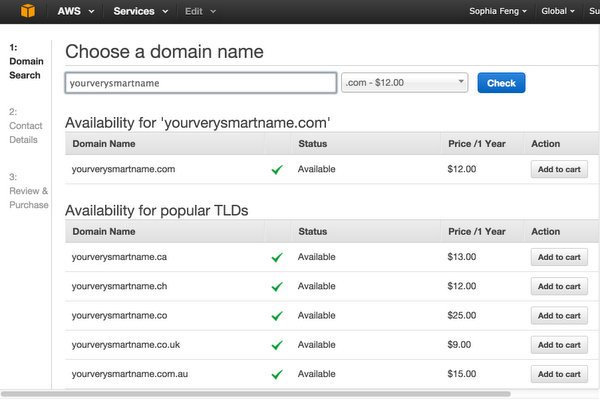 AWS Services Edit Sophia Feng Global Su
1:
Domain
Search
2:
Contact
Details
3:
Review &
Purchase
Choose a domain name
yourverysmartname .com - $12.00 Check
Availability for 'yourverysmartname.com'
Domain Name Status Price /1 Year Action
yourverysmartname.com Available $12.00 Add to cart
Availability for popular TLDs
Domain Name Status Price /1 Year Action
yourverysmartname.ca Available $13.00 Add to cart
yourverysmartname.ch Available $12.00 Add to cart
yourverysmartname.co Available $25.00 Add to cart
yourverysmartname.co.uk Available $9.00 Add to cart
yourverysmartname.com.au Available $15.00 Add to cart